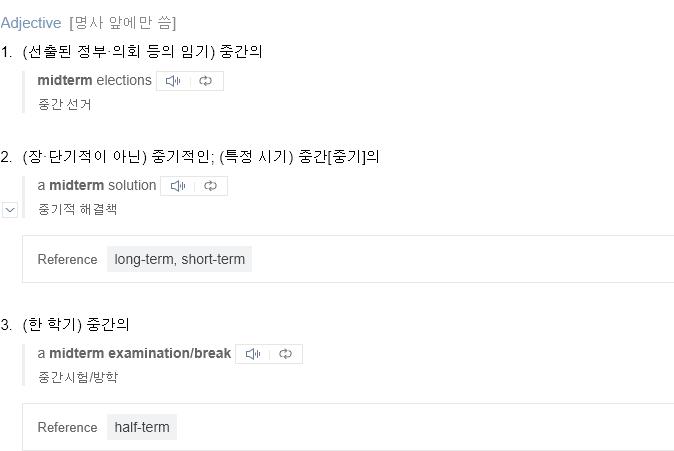 Adjective [명사 앞에만 씀]
1. (선출된 정부·의회 등의 임기) 중간의
midterm elections
중간 선거
2. (장·단기적이 아닌) 중기적인; (특정 시기) 중간[중기]의
a midterm solution
중기적 해결책
Reference long-term, short-term
3. (한 학기) 중간의
a midterm examination/break
중간시험/방학
Reference half-term